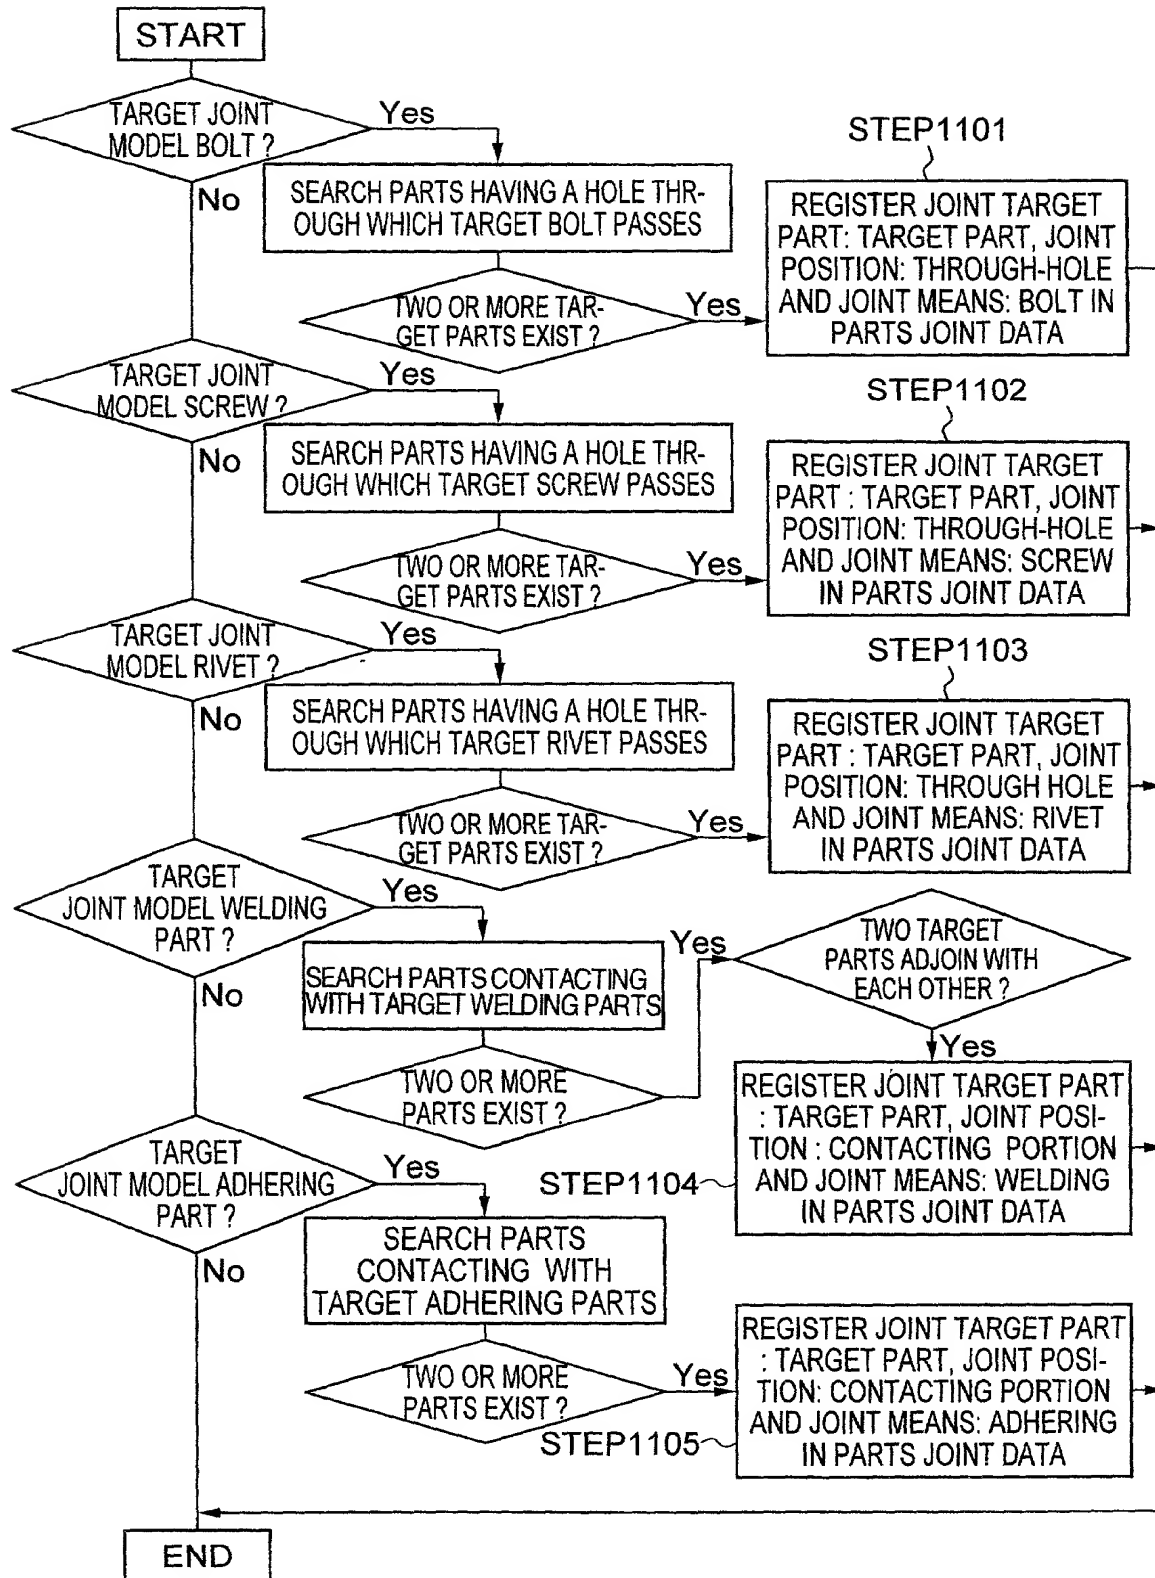 START
TARGET JOINT
MODEL BOLT ?
Yes
No
SEARCH PARTS HAVING A HOLE THR-
OUGH WHICH TARGET BOLT PASSES
TWO OR MORE TAR-
GET PARTS EXIST ?
Yes
STEP1101
REGISTER JOINT TARGET
PART: TARGET PART, JOINT
POSITION: THROUGH-HOLE
AND JOINT MEANS: BOLT IN
PARTS JOINT DATA
TARGET JOINT
MODEL SCREW ?
Yes
No
SEARCH PARTS HAVING A HOLE THR-
OUGH WHICH TARGET SCREW PASSES
TWO OR MORE TAR-
GET PARTS EXIST ?
Yes
STEP1102
REGISTER JOINT TARGET
PART : TARGET PART, JOINT
POSITION: THROUGH-HOLE
AND JOINT MEANS: SCREW
IN PARTS JOINT DATA
TARGET JOINT
MODEL RIVET ?
Yes
No
SEARCH PARTS HAVING A HOLE THR-
OUGH WHICH TARGET RIVET PASSES
TWO OR MORE TAR-
GET PARTS EXIST ?
Yes
STEP1103
REGISTER JOINT TARGET
PART : TARGET PART, JOINT
POSITION: THROUGH HOLE
AND JOINT MEANS: RIVET
IN PARTS JOINT DATA
TARGET
JOINT MODEL WELDING
PART ?
Yes
No
SEARCH PARTS CONTACTING
WITH TARGET WELDING PARTS
TWO OR MORE
PARTS EXIST ?
Yes
TWO TARGET
PARTS ADJOIN WITH
EACH OTHER ?
Yes
REGISTER JOINT TARGET PART
: TARGET PART, JOINT POSI-
TION : CONTACTING PORTION
AND JOINT MEANS: WELDING
IN PARTS JOINT DATA
STEP1104
TARGET
JOINT MODEL ADHERING
PART ?
Yes
No
SEARCH PARTS
CONTACTING WITH
TARGET ADHERING PARTS
TWO OR MORE
PARTS EXIST ?
Yes
REGISTER JOINT TARGET PART
: TARGET PART, JOINT POSI-
TION: CONTACTING PORTION
AND JOINT MEANS: ADHERING
IN PARTS JOINT DATA
STEP1105
END